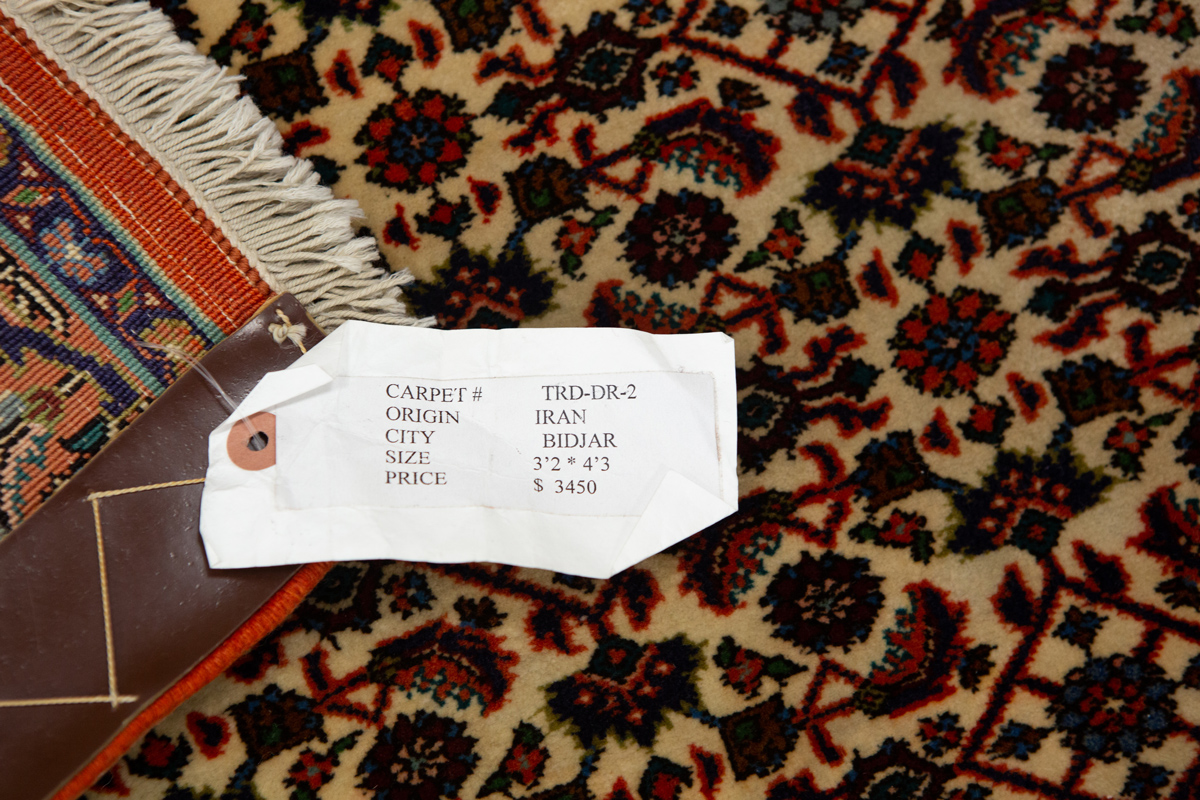 CARPET # TRD-DR-2
ORIGIN IRAN
CITY BIDJAR
SIZE 3’2 * 4’3
PRICE $ 3450